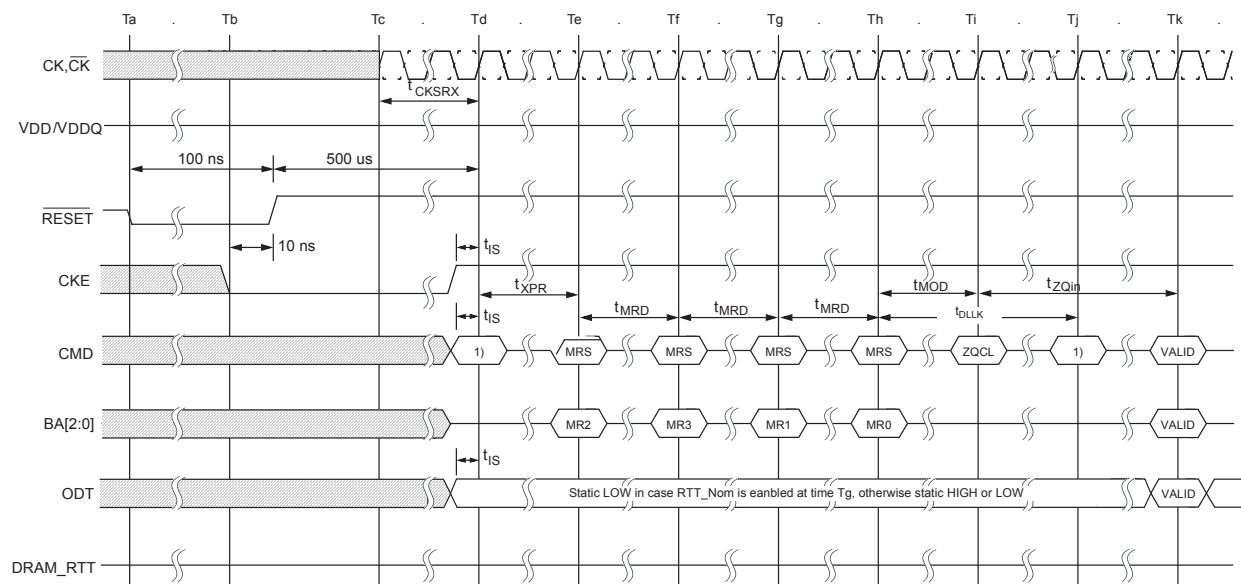 Ta . Tb . Tc . Td . Te . Tf . Tg . Th . Ti . Tj . Tk .
CK,C̅K̅
tCKSRX
VDD/VDDQ
100 ns 500 us
R̅E̅S̅E̅T̅
10 ns tIS
CKE
tXPR tMOD tZQin
tMRD tMRD tMRD tDLLK
tIS
CMD 1) MRS MRS MRS MRS ZQCL 1) VALID
BA[2:0] MR2 MR3 MR1 MR0 VALID
tIS
ODT Static LOW in case RTT_Nom is eanbled at time Tg, otherwise static HIGH or LOW VALID
DRAM_RTT